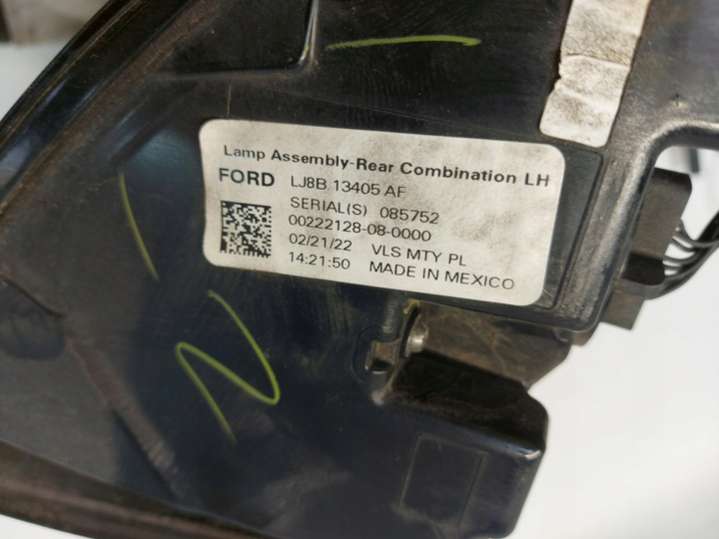 Lamp Assembly-Rear Combination LH
FORD LJ8B 13405 AF
SERIAL(S) 085752
00222128-08-0000
02/21/22 VLS MTY PL
14:21:50 MADE IN MEXICO
N